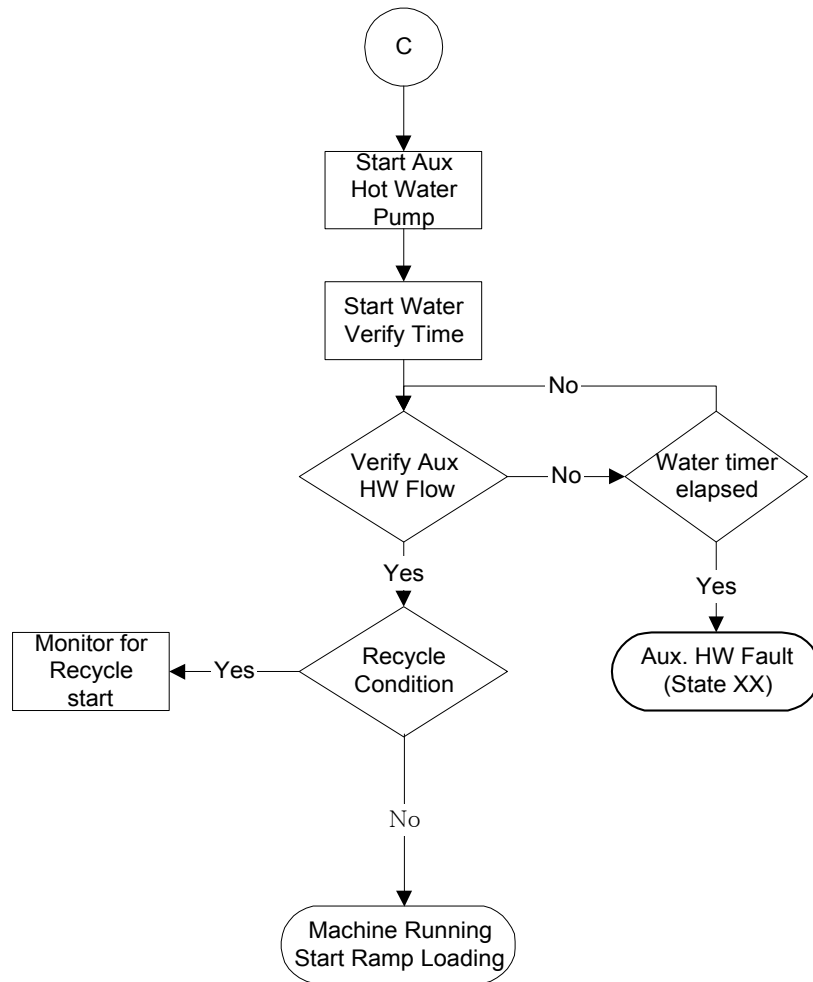 C
Start Aux
Hot Water
Pump
Start Water
Verify Time
No
Verify Aux
HW Flow
No
Water timer
elapsed
Yes
Yes
Monitor for
Recycle
start
Yes
Recycle
Condition
Aux. HW Fault
(State XX)
No
Machine Running
Start Ramp Loading